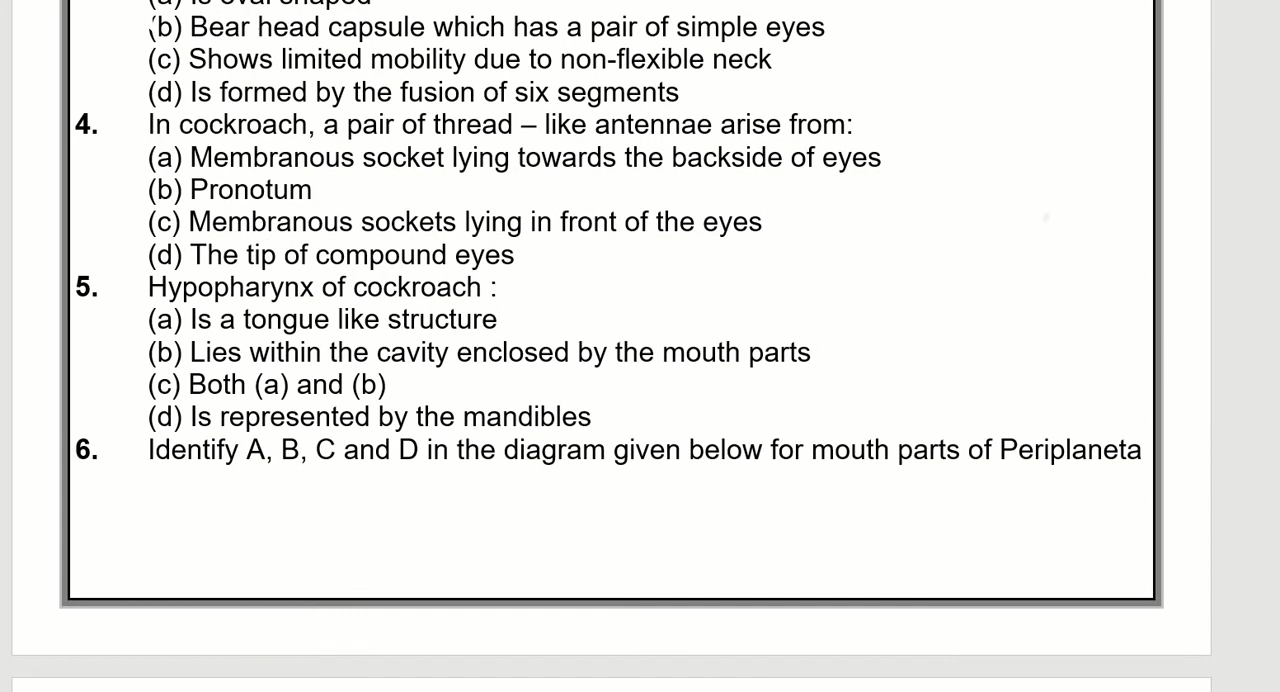 (b) Bear head capsule which has a pair of simple eyes
(c) Shows limited mobility due to non-flexible neck
(d) Is formed by the fusion of six segments
4. In cockroach, a pair of thread – like antennae arise from:
(a) Membranous socket lying towards the backside of eyes
(b) Pronotum
(c) Membranous sockets lying in front of the eyes
(d) The tip of compound eyes
5. Hypopharynx of cockroach :
(a) Is a tongue like structure
(b) Lies within the cavity enclosed by the mouth parts
(c) Both (a) and (b)
(d) Is represented by the mandibles
6. Identify A, B, C and D in the diagram given below for mouth parts of Periplaneta